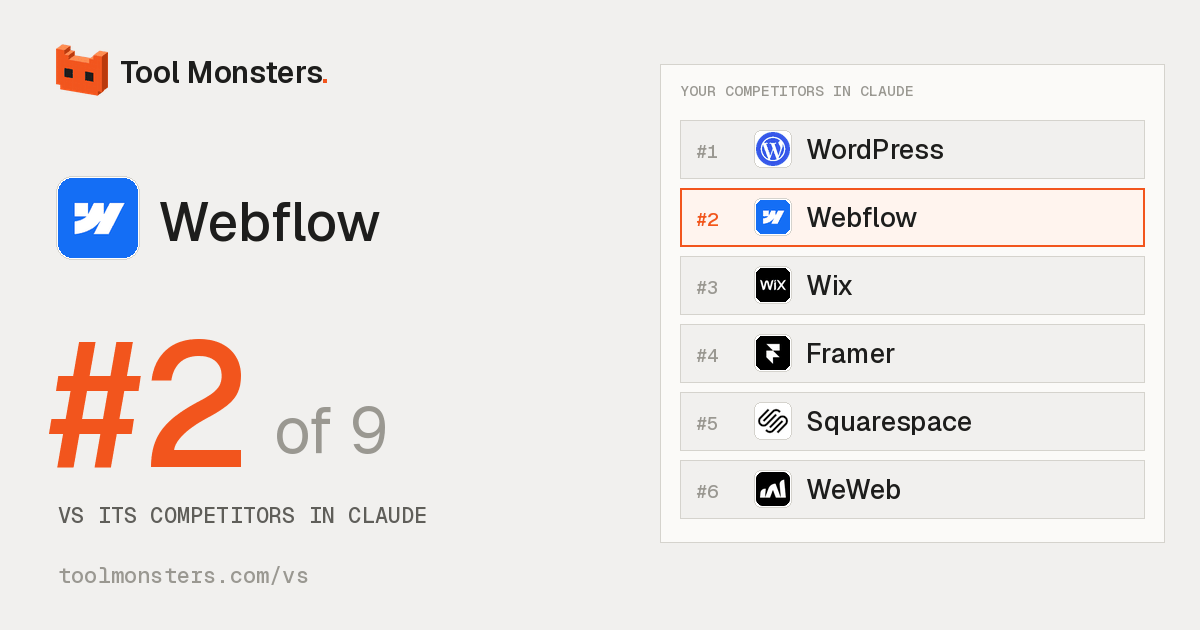 Tool Monsters.
Webflow
#2 of 9
VS ITS COMPETITORS IN CLAUDE
toolmonsters.com/vs
YOUR COMPETITORS IN CLAUDE
#1 WordPress
#2 Webflow
#3 WiX Wix
#4 Framer
#5 Squarespace
#6 WeWeb